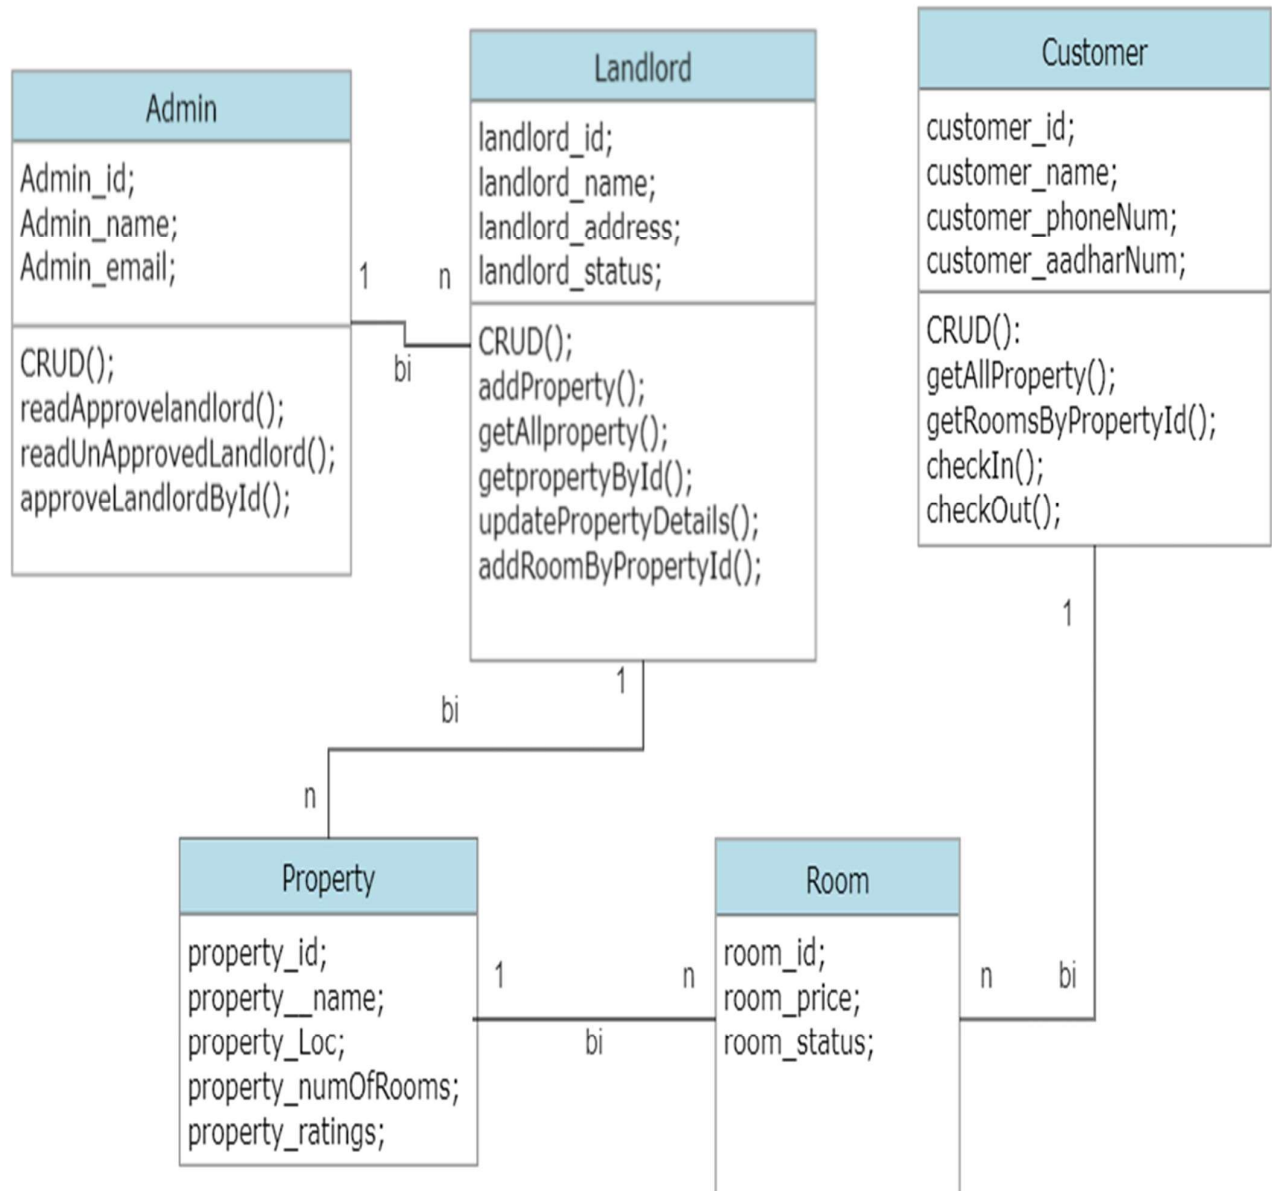 Admin
Admin_id;
Admin_name;
Admin_email;
CRUD();
readApprovelandlord();
readUnApprovedLandlord();
approveLandlordById();
1
n
bi
Landlord
landlord_id;
landlord_name;
landlord_address;
landlord_status;
CRUD();
addProperty();
getAllproperty();
getpropertyById();
updatePropertyDetails();
addRoomByPropertyId();
Customer
customer_id;
customer_name;
customer_phoneNum;
customer_aadharNum;
CRUD():
getAllProperty();
getRoomsByPropertyId();
checkIn();
checkOut();
1
bi
n
1
Property
property_id;
property__name;
property_Loc;
property_numOfRooms;
property_ratings;
1
n
bi
Room
room_id;
room_price;
room_status;
n
bi